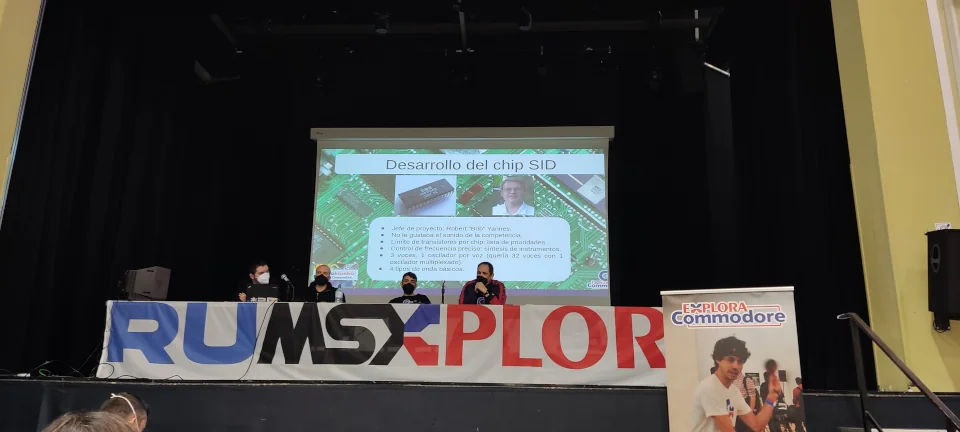 Desarrollo del chip SID
Jefe de proyecto: Robert "Bob" Yannes.
No le gustaba el sonido de la competencia.
Límite de transistores por chip: lista de prioridades.
Control de frecuencia preciso: síntesis de instrumentos.
3 voces, 1 oscilador por voz (quería 32 voces con 1
oscilador multiplexado).
4 tipos de onda básicos.
RUMSXPLOR
EXPLORA
Commodore